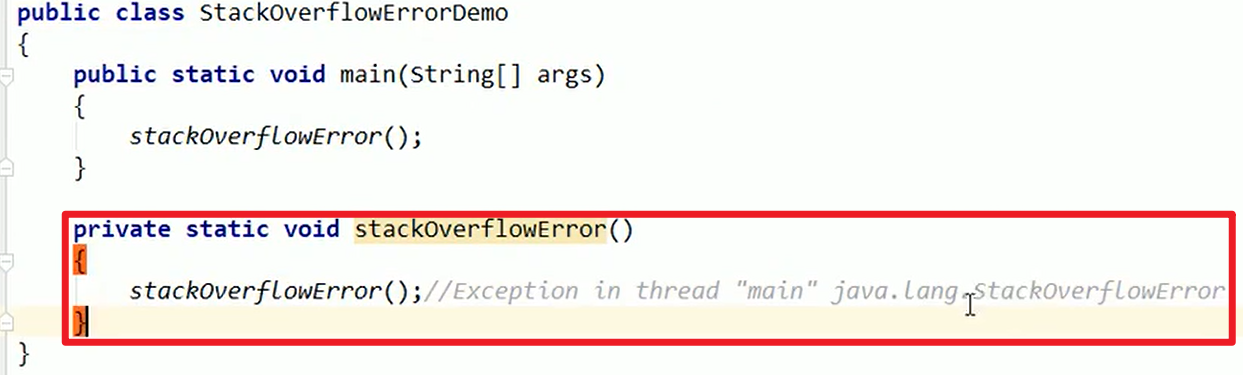 public class StackOverflowErrorDemo
{
public static void main(String[] args)
{
stackOverflowError();
}
private static void stackOverflowError()
{
stackOverflowError();//Exception in thread "main" java.lang.StackOverflowError
}
}